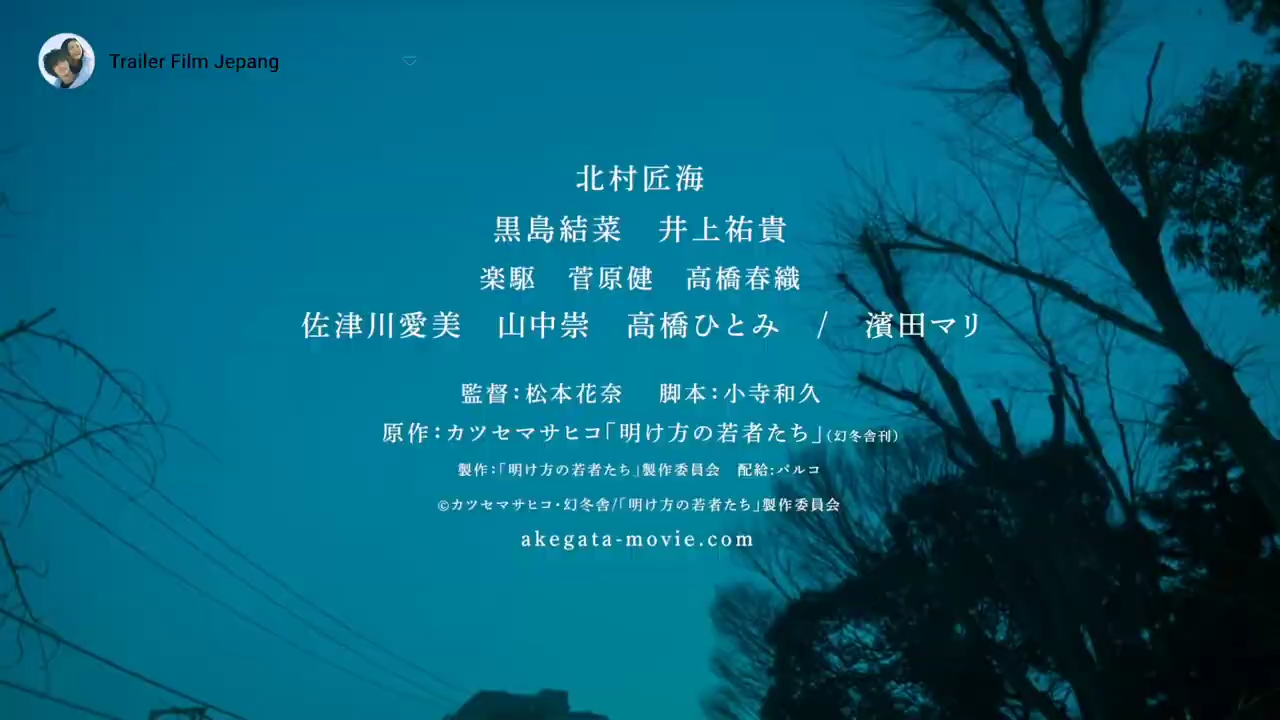 Trailer Film Jepang
北村匠海
黒島結菜　井上祐貴
楽駆　菅原健　高橋春織
佐津川愛美　山中崇　高橋ひとみ　/　濱田マリ
監督：松本花奈　脚本：小寺和久
原作：カツセマサヒコ「明け方の若者たち」（幻冬舎刊）
製作：「明け方の若者たち」製作委員会　配給：パルコ
©カツセマサヒコ・幻冬舎/「明け方の若者たち」製作委員会
akegata-movie.com